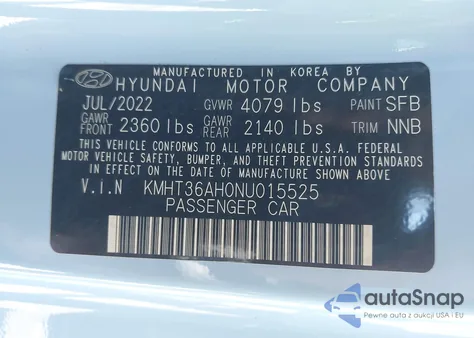 MANUFACTURED IN KOREA BY
HYUNDAI MOTOR COMPANY
JUL/2022 GVWR 4079 lbs PAINT SFB
GAWR FRONT 2360 lbs GAWR REAR 2140 lbs TRIM NNB
THIS VEHICLE CONFORMS TO ALL APPLICABLE U.S.A. FEDERAL
MOTOR VEHICLE SAFETY, BUMPER, AND THEFT PREVENTION
STANDARDS IN EFFECT ON THE DATE OF MANUFACTURE SHOWN ABOVE.
V.i.N KMHT36AH0NU015525
PASSENGER CAR
autoSnap
Pewne auta z aukcji USA i EU